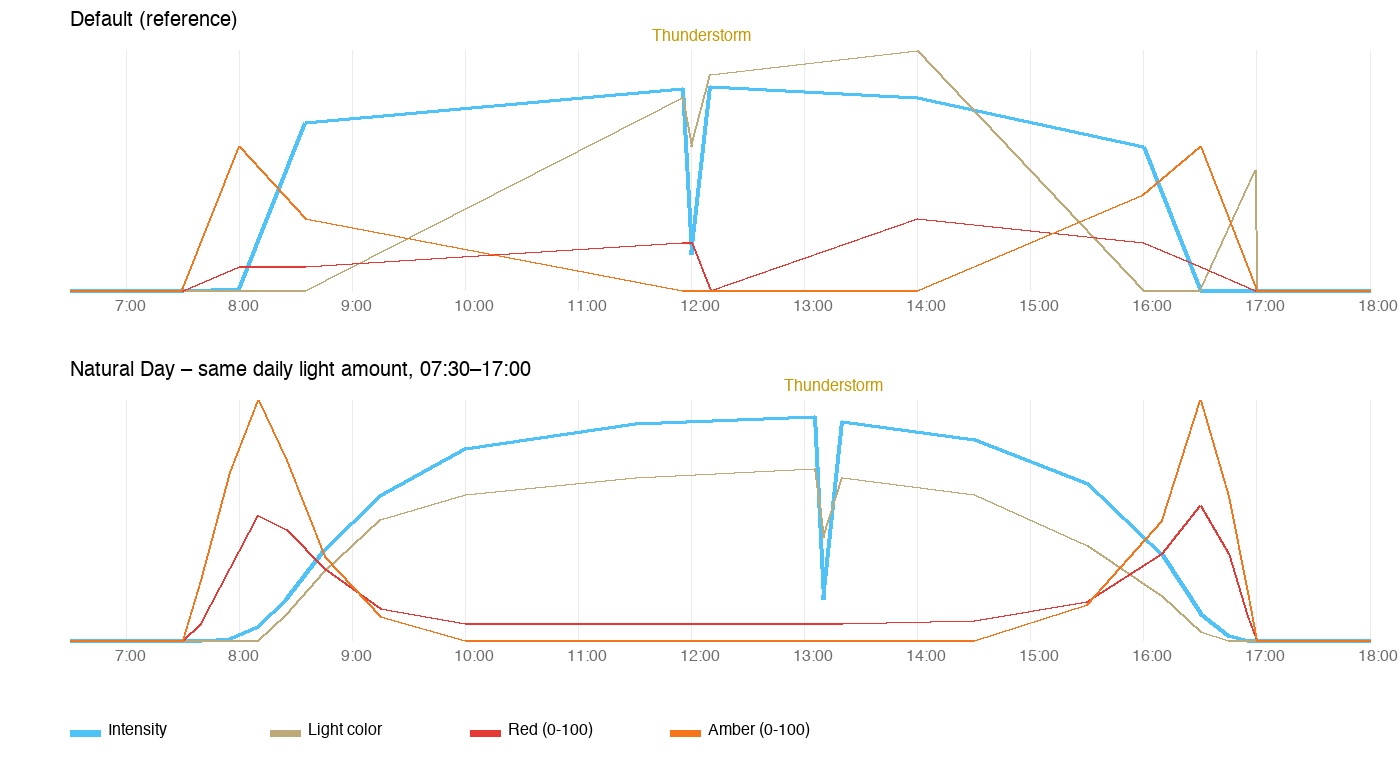 Default (reference)
Thunderstorm
7:00 8:00 9:00 10:00 11:00 12:00 13:00 14:00 15:00 16:00 17:00 18:00
Natural Day – same daily light amount, 07:30–17:00
Thunderstorm
7:00 8:00 9:00 10:00 11:00 12:00 13:00 14:00 15:00 16:00 17:00 18:00
Intensity Light color Red (0-100) Amber (0-100)